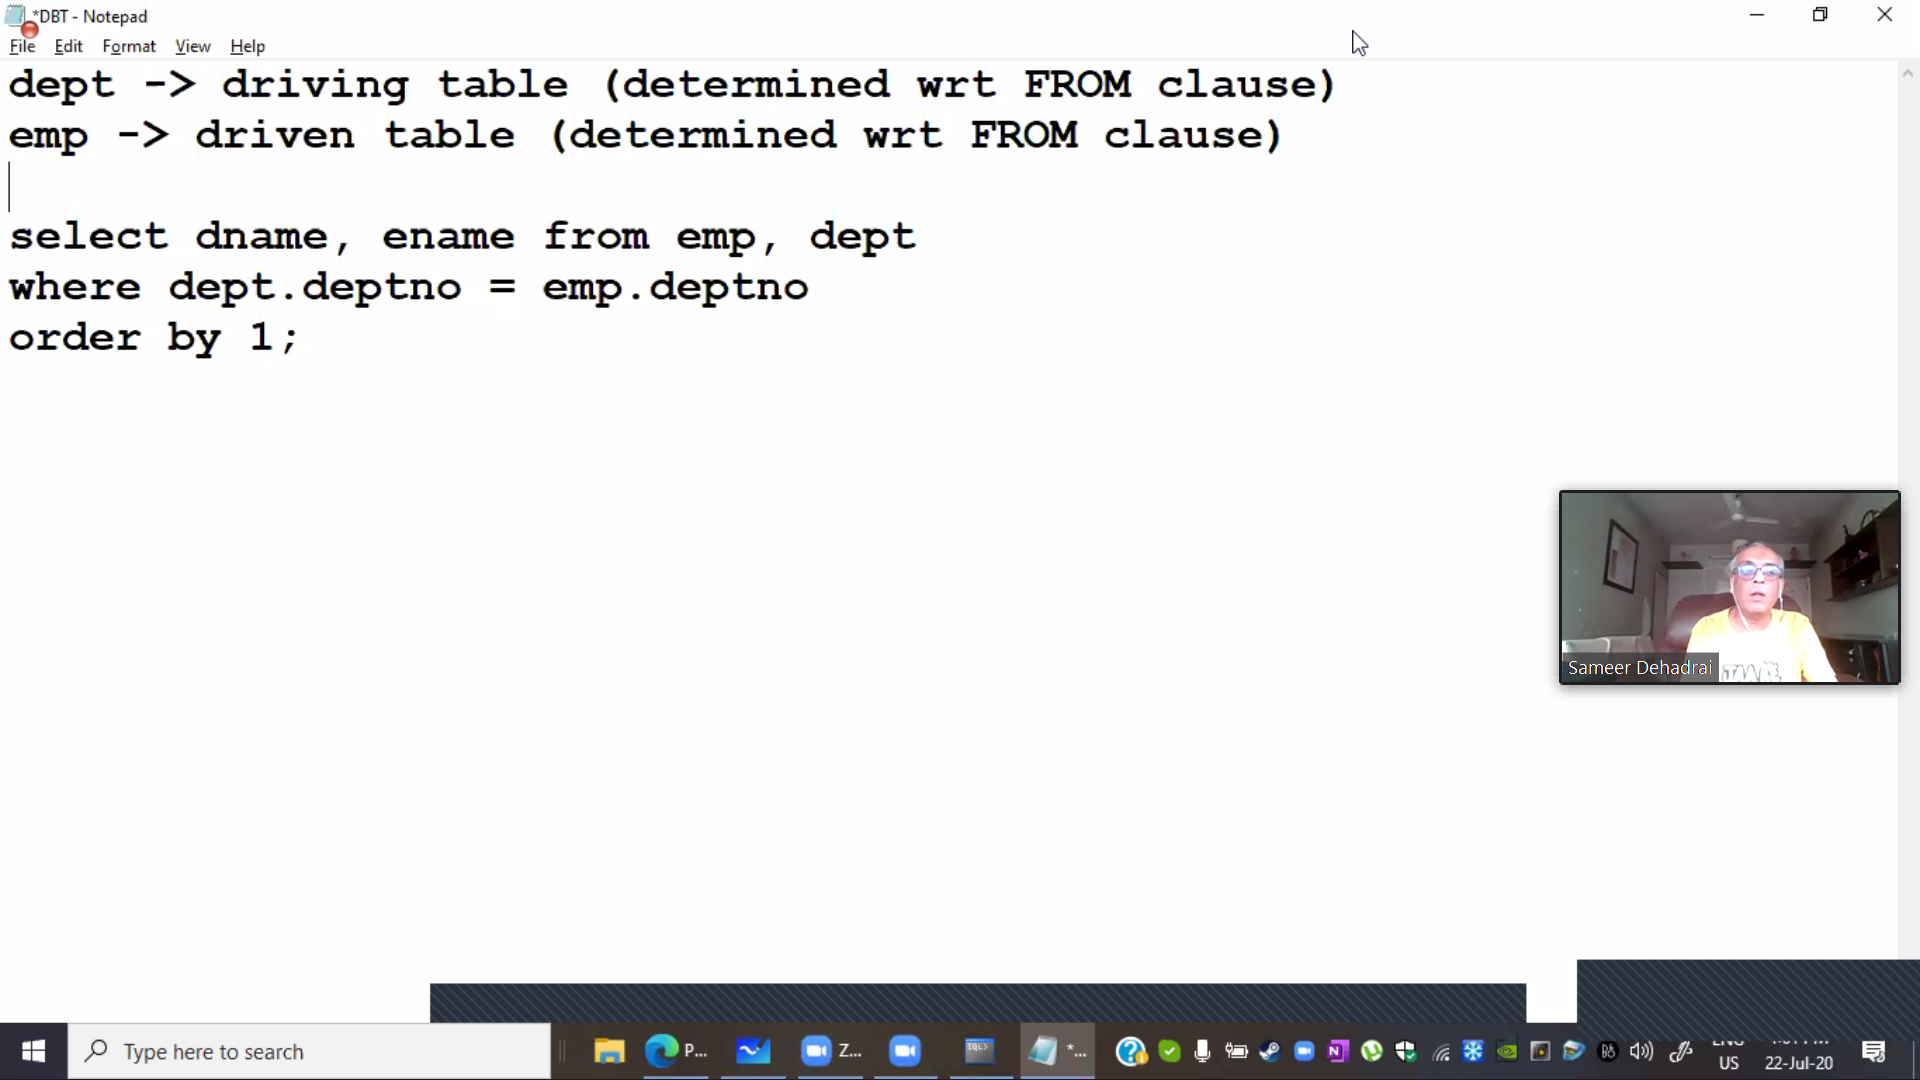 *DBT - Notepad
File Edit Format View Help
dept -> driving table (determined wrt FROM clause)
emp -> driven table (determined wrt FROM clause)
select dname, ename from emp, dept
where dept.deptno = emp.deptno
order by 1;
Sameer Dehadrai
Type here to search
P...
Z...
SQL>
*...
ENG
US
22-Jul-20